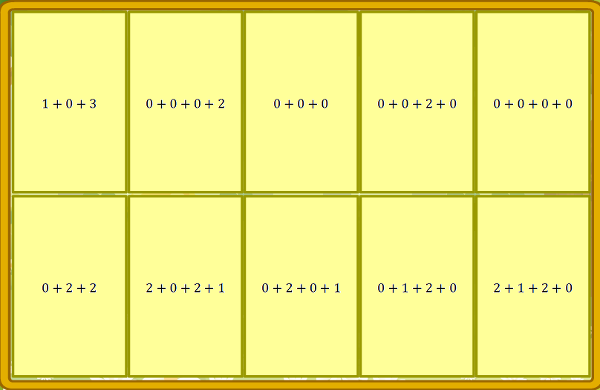 1 + 0 + 3
0 + 0 + 0 + 2
0 + 0 + 0
0 + 0 + 2 + 0
0 + 0 + 0 + 0
0 + 2 + 2
2 + 0 + 2 + 1
0 + 2 + 0 + 1
0 + 1 + 2 + 0
2 + 1 + 2 + 0